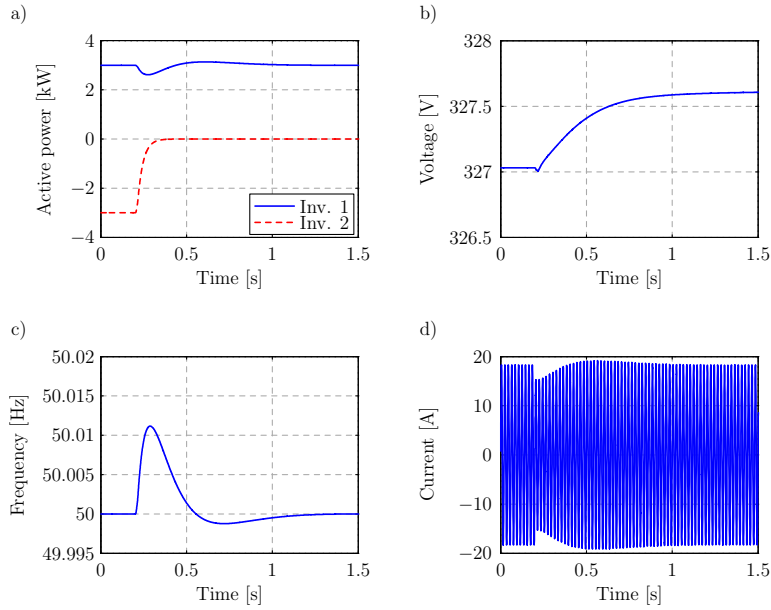 a)
4
2
0
−2
−4
0
0.5
1
1.5
Active power [kW]
Time [s]
Inv. 1
Inv. 2
b)
328
327.5
327
326.5
0
0.5
1
1.5
Voltage [V]
Time [s]
c)
50.02
50.015
50.01
50.005
50
49.995
0
0.5
1
1.5
Frequency [Hz]
Time [s]
d)
20
10
0
−10
−20
0
0.5
1
1.5
Current [A]
Time [s]